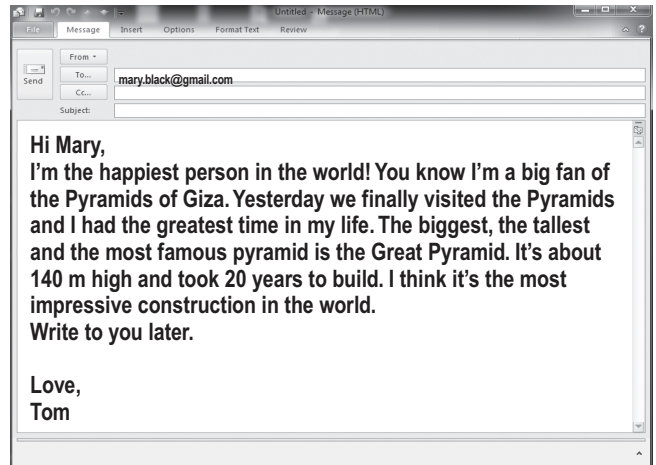 Untitled - Message (HTML)
File Message Insert Options Format Text Review
From
Send
To... mary.black@gmail.com
Cc...
Subject:
Hi Mary,
I'm the happiest person in the world! You know I'm a big fan of
the Pyramids of Giza. Yesterday we finally visited the Pyramids
and I had the greatest time in my life. The biggest, the tallest
and the most famous pyramid is the Great Pyramid. It's about
140 m high and took 20 years to build. I think it's the most
impressive construction in the world.
Write to you later.
Love,
Tom